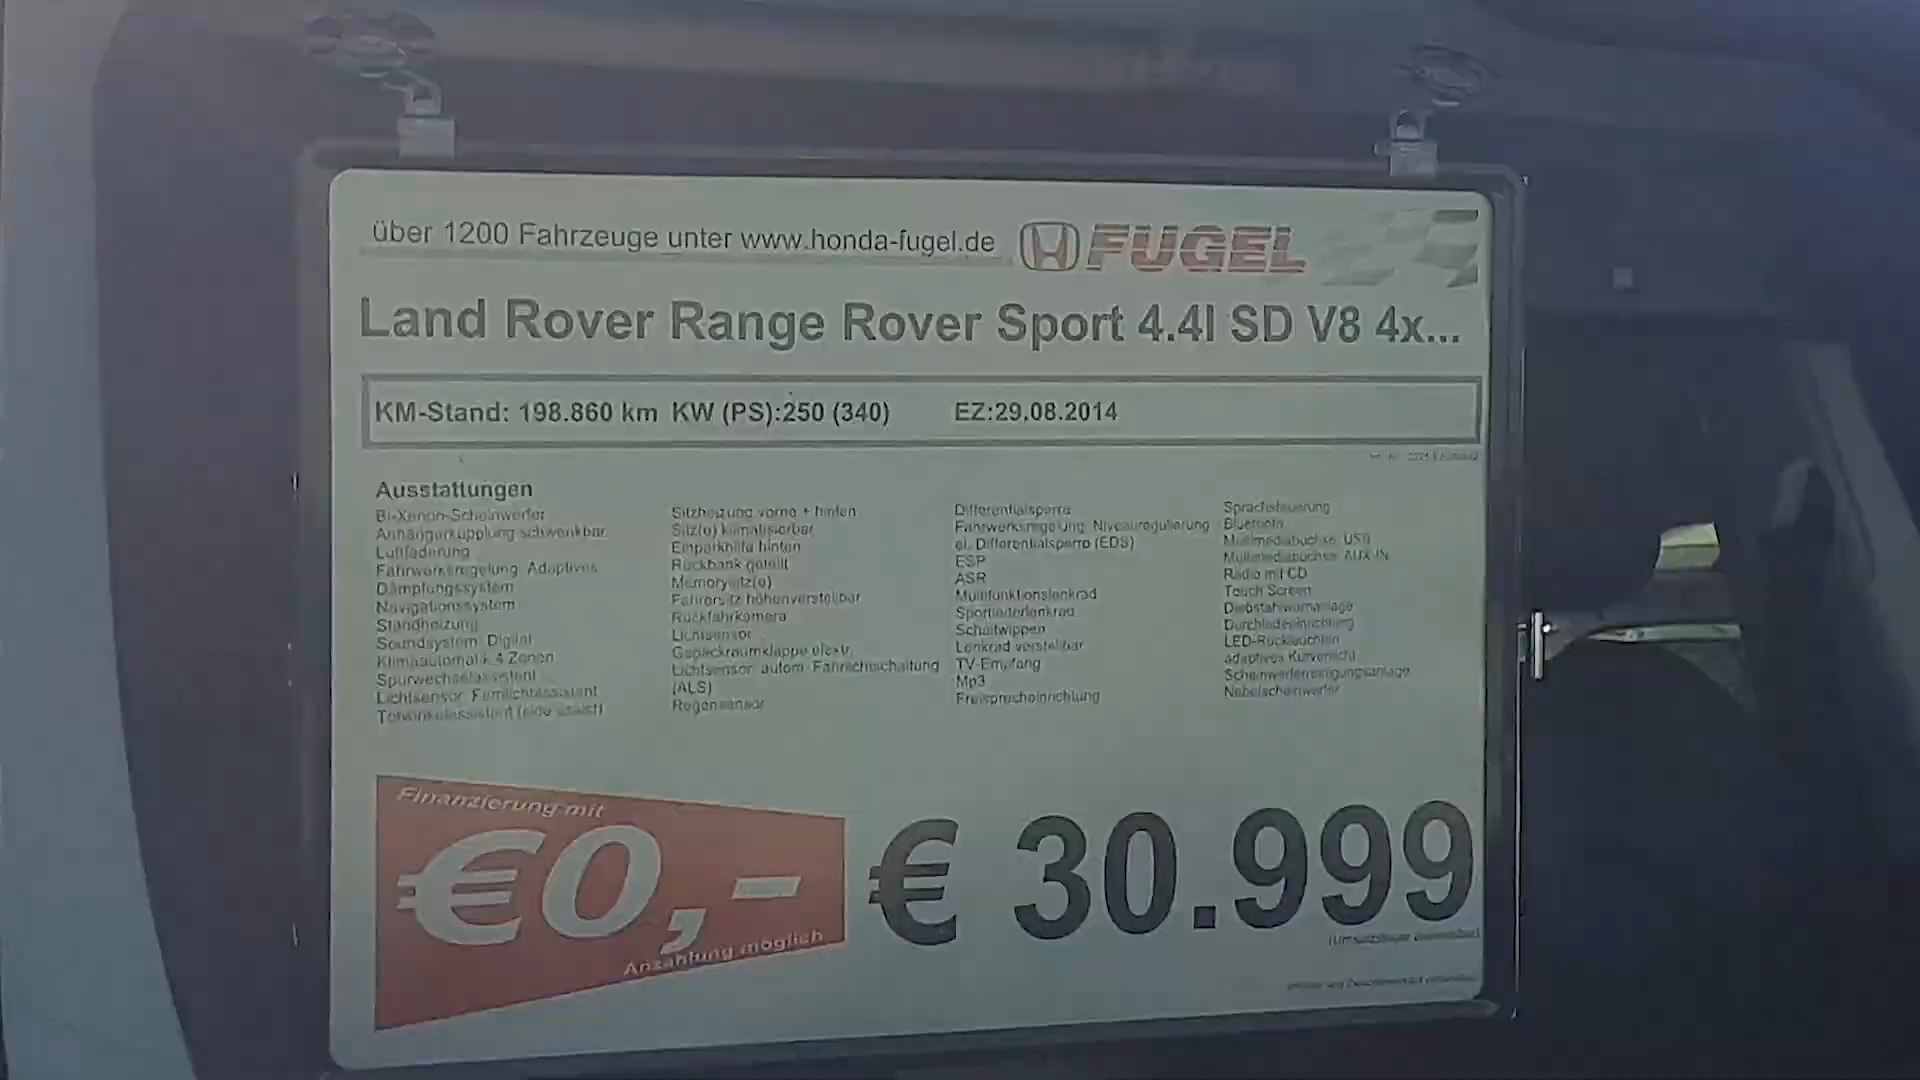 über 1200 Fahrzeuge unter www.honda-fugel.de
FUGEL
Land Rover Range Rover Sport 4.4l SD V8 4x...
KM-Stand: 198.860 km KW (PS):250 (340) EZ:29.08.2014
Ausstattungen
Bi-Xenon-Scheinwerfer
Anhängerkupplung schwenkbar
Luftfederung
Fahrwerksregelung Adaptives
Dämpfungssystem
Navigationssystem
Standheizung
Soundsystem Digital
Klimaautomatik 4 Zonen
Spurwechselassistent
Lichtsensor Fernlichtassistent
Totwinkelassistent (side assist)
Sitzheizung vorne + hinten
Sitz(e) klimatisierbar
Einparkhilfe hinten
Rückbank geteilt
Memorysitz(e)
Fahrersitz höhenverstellbar
Rückfahrkamera
Lichtsensor
Gepäckraumklappe elektr.
Lichtsensor autom Fahrlichtschaltung
(ALS)
Regensensor
Differentialsperre
Fahrwerksregelung Niveauregulierung
el. Differentialsperre (EDS)
ESP
ASR
Multifunktionslenkrad
Sportlederlenkrad
Schaltwippen
Lenkrad verstellbar
TV-Empfang
Mp3
Freisprecheinrichtung
Sprachsteuerung
Bluetooth
Multimediabuchse USB
Multimediabuchse AUX-IN
Radio mit CD
Touch Screen
Diebstahlwarnanlage
Durchladeeinrichtung
LED-Rückleuchten
adaptives Kurvenlicht
Scheinwerferreinigungsanlage
Nebelscheinwerfer
Finanzierung mit
€0,-
Anzahlung möglich
€ 30.999